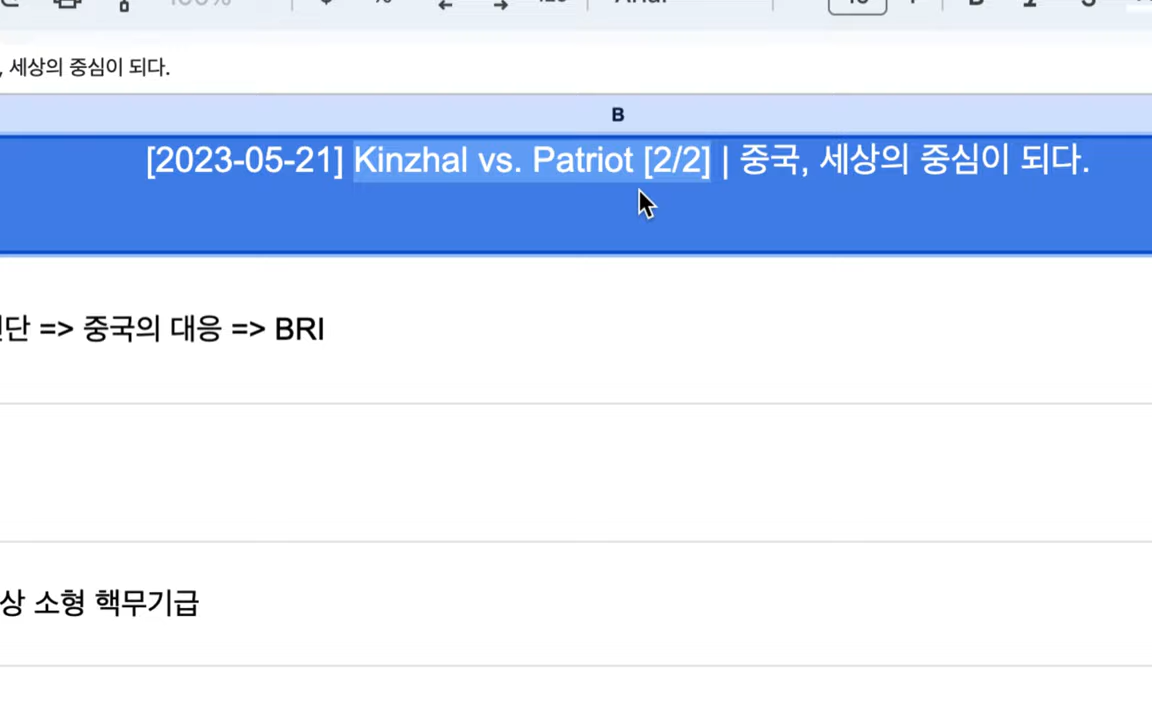 , 세상의 중심이 되다.
B
[2023-05-21] Kinzhal vs. Patriot [2/2] | 중국, 세상의 중심이 되다.
단 => 중국의 대응 => BRI
상 소형 핵무기급